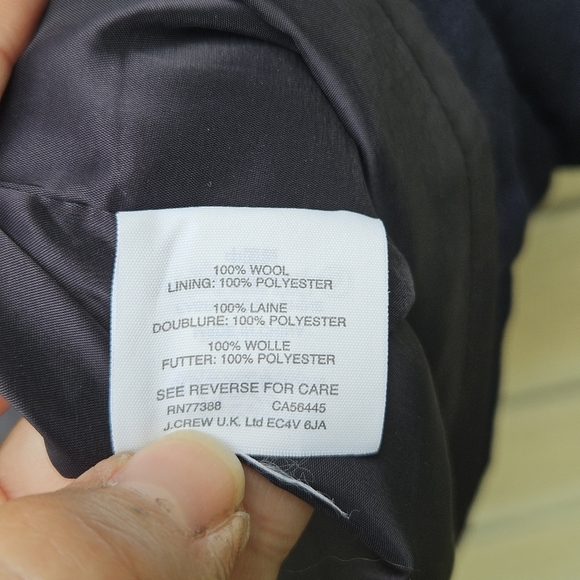 100% WOOL
LINING: 100% POLYESTER
100% LAINE
DOUBLURE: 100% POLYESTER
100% WOLLE
FUTTER: 100% POLYESTER
SEE REVERSE FOR CARE
RN77388 CA56445
J.CREW U.K. Ltd EC4V 6JA